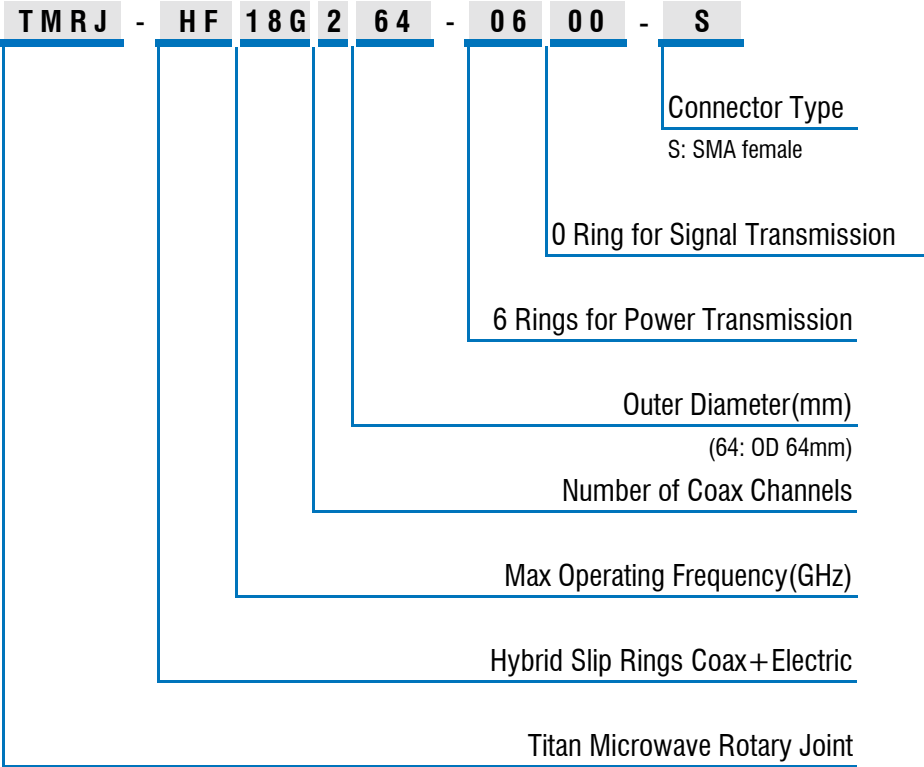 TMRJ - HF 18G 2 64 - 06 00 - S
Connector Type
S: SMA female
0 Ring for Signal Transmission
6 Rings for Power Transmission
Outer Diameter(mm)
(64: OD 64mm)
Number of Coax Channels
Max Operating Frequency(GHz)
Hybrid Slip Rings Coax+Electric
Titan Microwave Rotary Joint